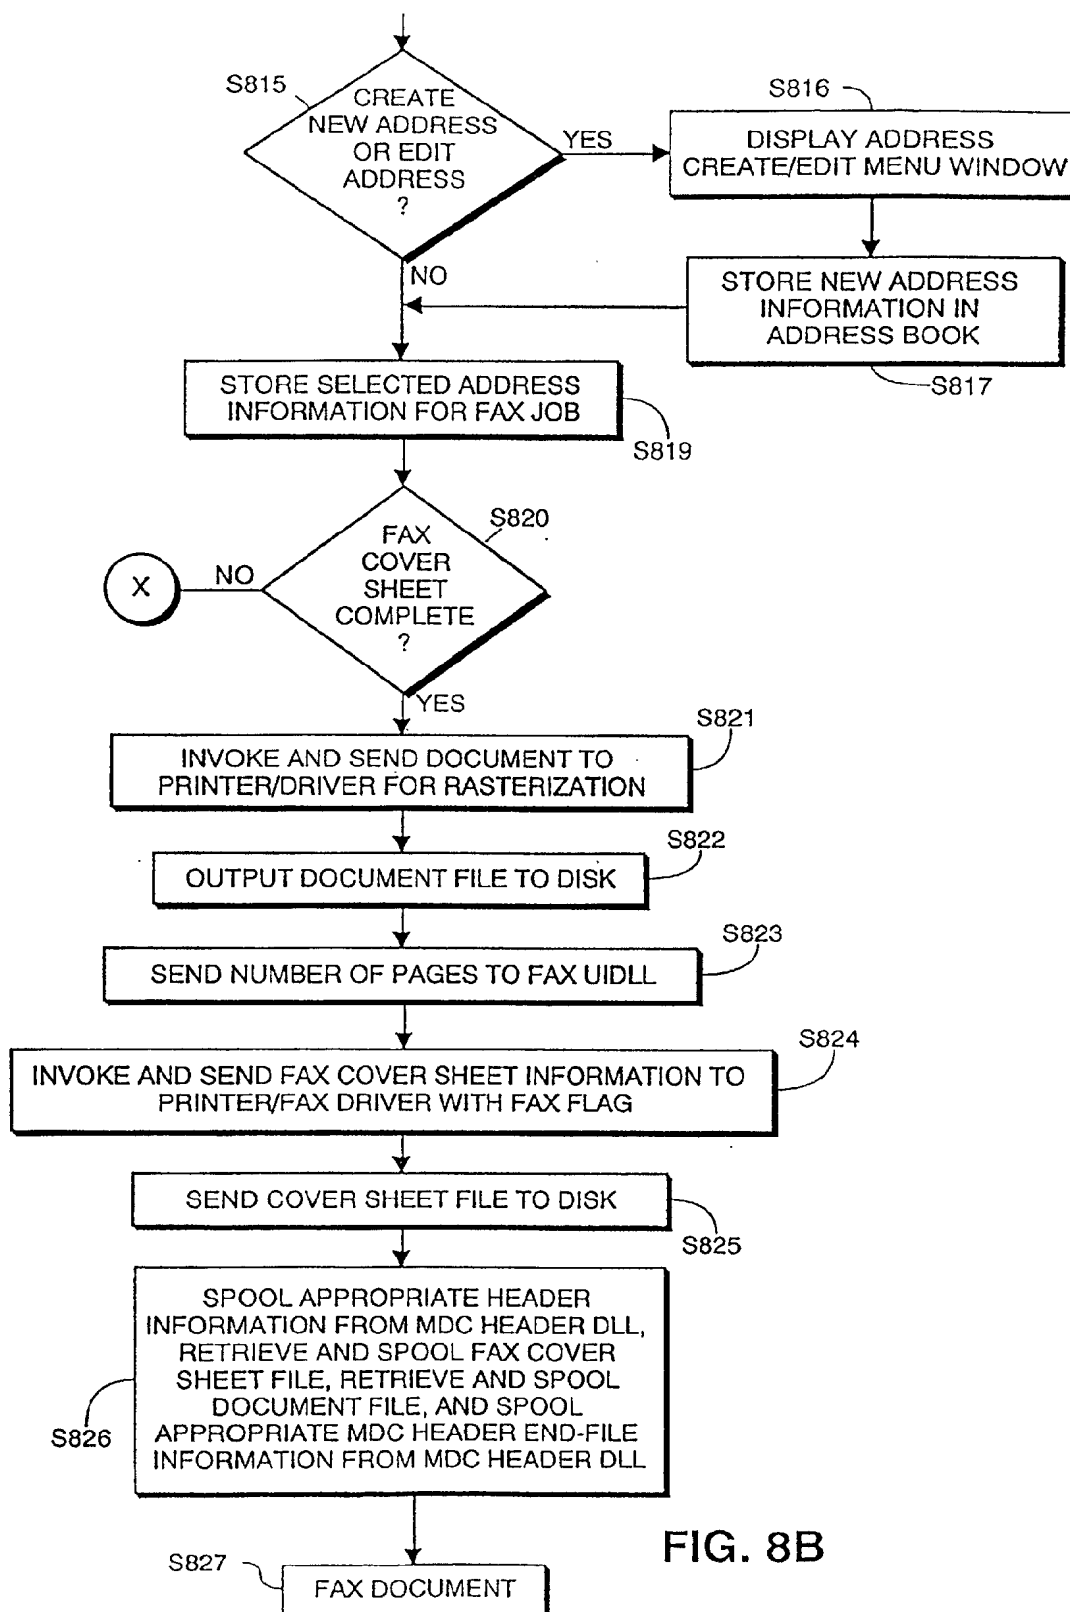 S815
CREATE
NEW ADDRESS
OR EDIT
ADDRESS
?
YES
NO
S816
DISPLAY ADDRESS
CREATE/EDIT MENU WINDOW
STORE NEW ADDRESS
INFORMATION IN
ADDRESS BOOK
S817
STORE SELECTED ADDRESS
INFORMATION FOR FAX JOB
S819
S820
FAX
COVER
SHEET
COMPLETE
?
NO
X
YES
S821
INVOKE AND SEND DOCUMENT TO
PRINTER/DRIVER FOR RASTERIZATION
S822
OUTPUT DOCUMENT FILE TO DISK
S823
SEND NUMBER OF PAGES TO FAX UIDLL
S824
INVOKE AND SEND FAX COVER SHEET INFORMATION TO
PRINTER/FAX DRIVER WITH FAX FLAG
SEND COVER SHEET FILE TO DISK
S825
SPOOL APPROPRIATE HEADER
INFORMATION FROM MDC HEADER DLL,
RETRIEVE AND SPOOL FAX COVER
SHEET FILE, RETRIEVE AND SPOOL
DOCUMENT FILE, AND SPOOL
APPROPRIATE MDC HEADER END-FILE
INFORMATION FROM MDC HEADER DLL
S826
FIG. 8B
S827
FAX DOCUMENT